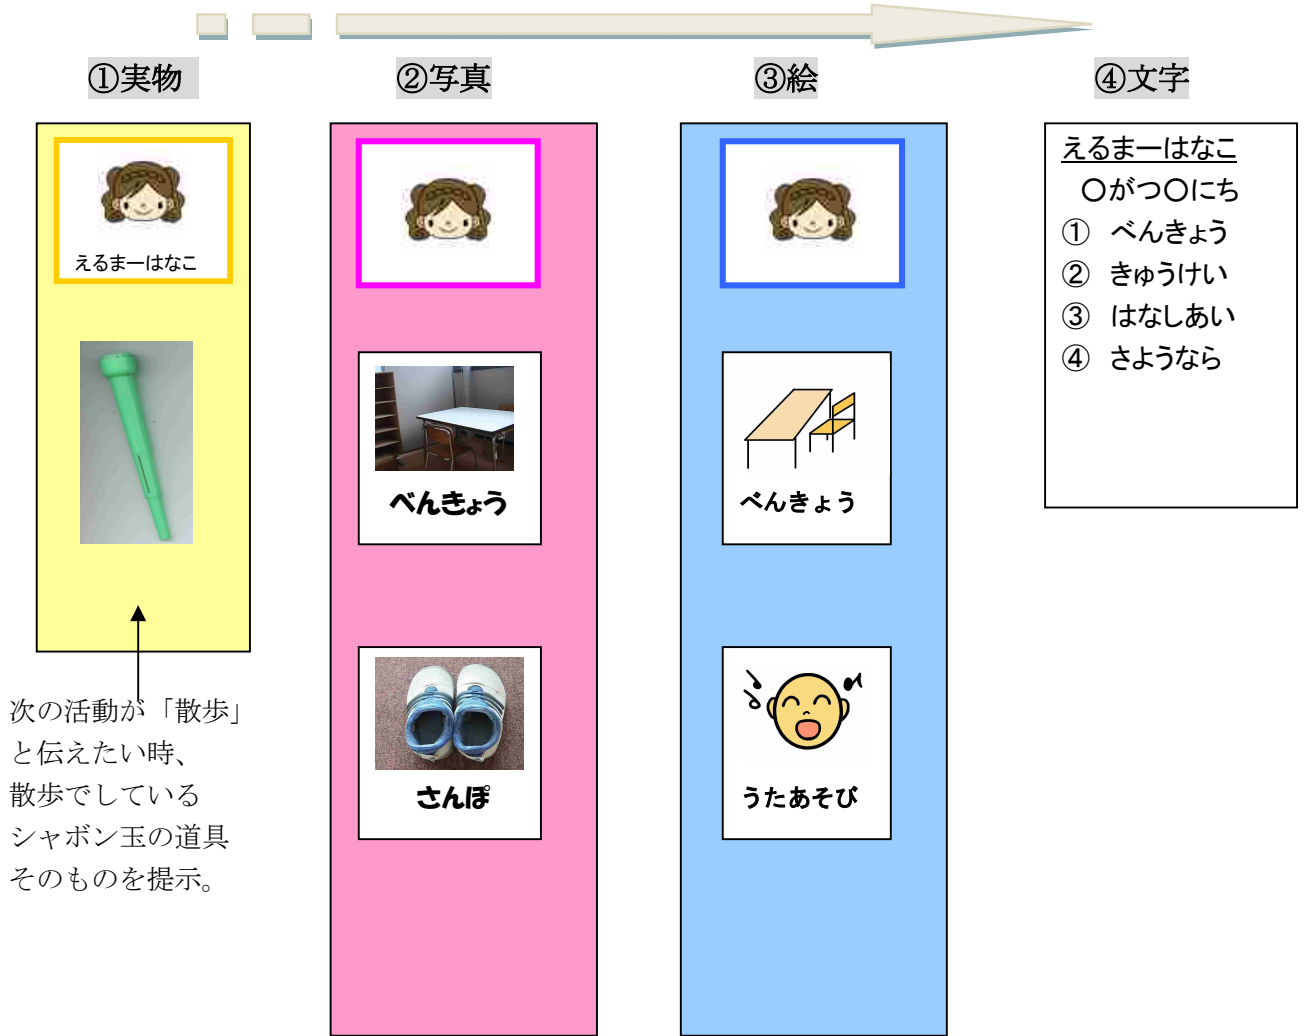 ①実物
②写真
③絵
④文字
えるまーはなこ
次の活動が「散歩」
と伝えたい時、
散歩でしている
シャボン玉の道具
そのものを提示。
べんきょう
さんぽ
べんきょう
うたあそび
えるまーはなこ
〇がつ〇にち
① べんきょう
② きゅうけい
③ はなしあい
④ さようなら